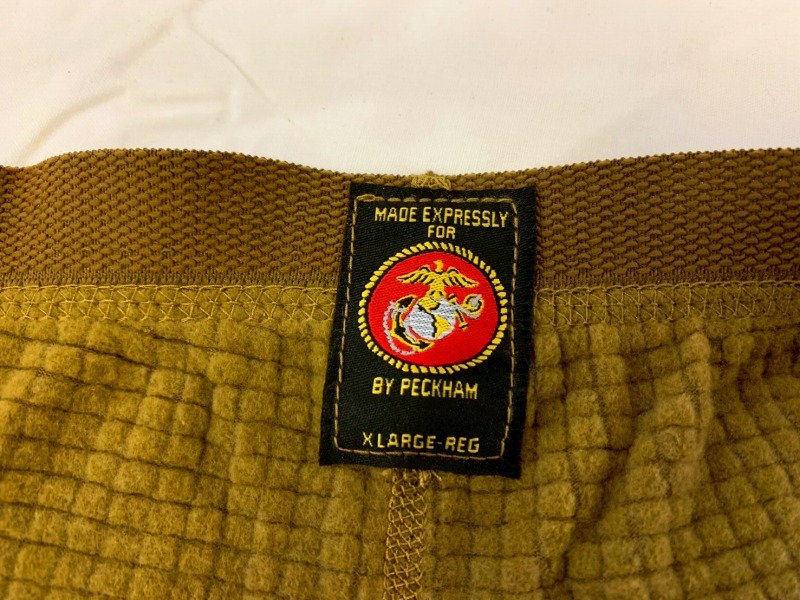 MADE EXPRESSLY
FOR
BY PECKHAM
XLARGE-REG